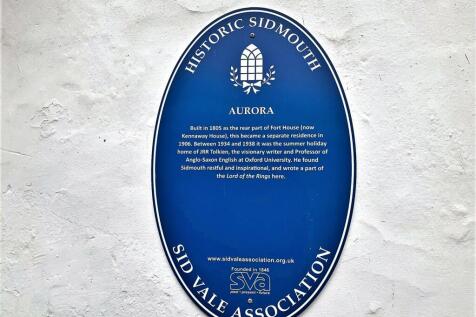 HISTORIC SIDMOUTH
AURORA
Built in 1805 as the rear part of Fort House (now
Kennaway House), this became a separate residence in
1906. Between 1934 and 1938 it was the summer holiday
home of JRR Tolkien, the visionary writer and Professor of
Anglo-Saxon English at Oxford University. He found
Sidmouth restful and inspirational, and wrote a part of
the Lord of the Rings here.
www.sidvaleassociation.org.uk
Founded in 1846
sva
past • present • future
SID VALE ASSOCIATION